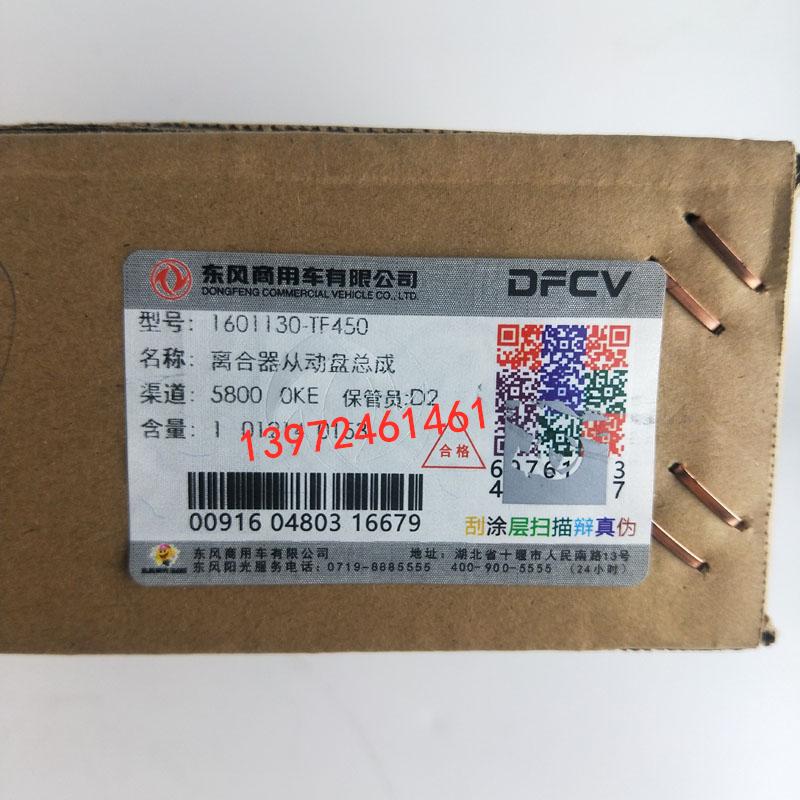 东风商用车有限公司 DFCV
DONGFENG COMMERCIAL VEHICLE CO., LTD.
型号: 1601130-TF450
名称: 离合器从动盘总成
渠道: 5800 0KE 保管员:D2
含量: 1 01214 0153
13972461461
合格
00916 04803 16679
刮涂层扫描辩真伪
东风商用车有限公司 地址: 湖北省十堰市人民南路13号
东风阳光服务电话: 0719-8885555 400-900-5555 (24小时)